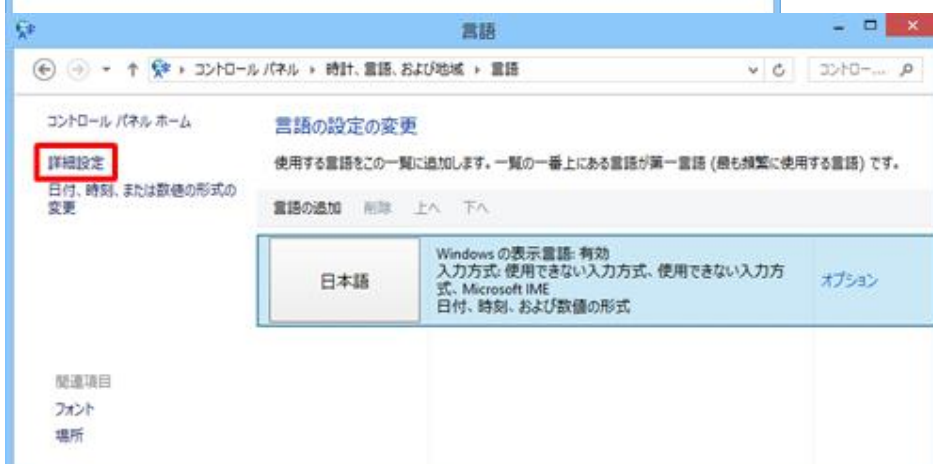 言語
コントロール パネル ▸ 時計、言語、および地域 ▸ 言語
コントロー...
コントロール パネル ホーム
詳細設定
日付、時刻、または数値の形式の
変更
言語の設定の変更
使用する言語をこの一覧に追加します。一覧の一番上にある言語が第一言語 (最も頻繁に使用する言語) です。
言語の追加 削除 上へ 下へ
日本語
Windows の表示言語: 有効
入力方式: 使用できない入力方式、使用できない入力方
式、Microsoft IME
日付、時刻、および数値の形式
オプション
関連項目
フォント
場所